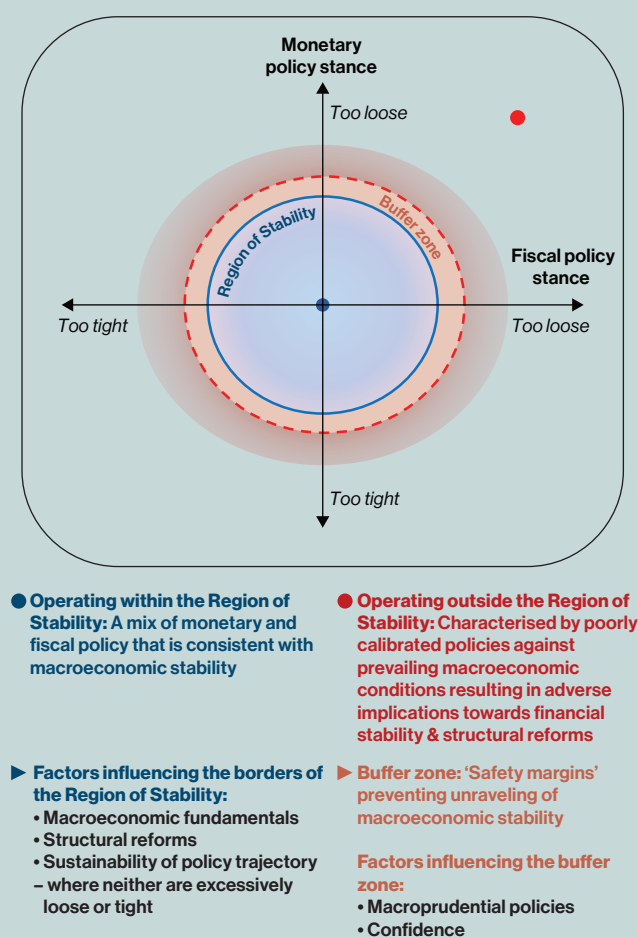 Monetary
policy stance
Too loose
Region of Stability
Buffer zone
Fiscal policy
stance
Too tight
Too loose
Too tight
Operating within the Region of
Stability: A mix of monetary and
fiscal policy that is consistent with
macroeconomic stability
Operating outside the Region of
Stability: Characterised by poorly
calibrated policies against
prevailing macroeconomic
conditions resulting in adverse
implications towards financial
stability & structural reforms
Factors influencing the borders of
the Region of Stability:
• Macroeconomic fundamentals
• Structural reforms
• Sustainability of policy trajectory
– where neither are excessively
loose or tight
Buffer zone: ‘Safety margins’
preventing unraveling of
macroeconomic stability
Factors influencing the buffer
zone:
• Macroprudential policies
• Confidence